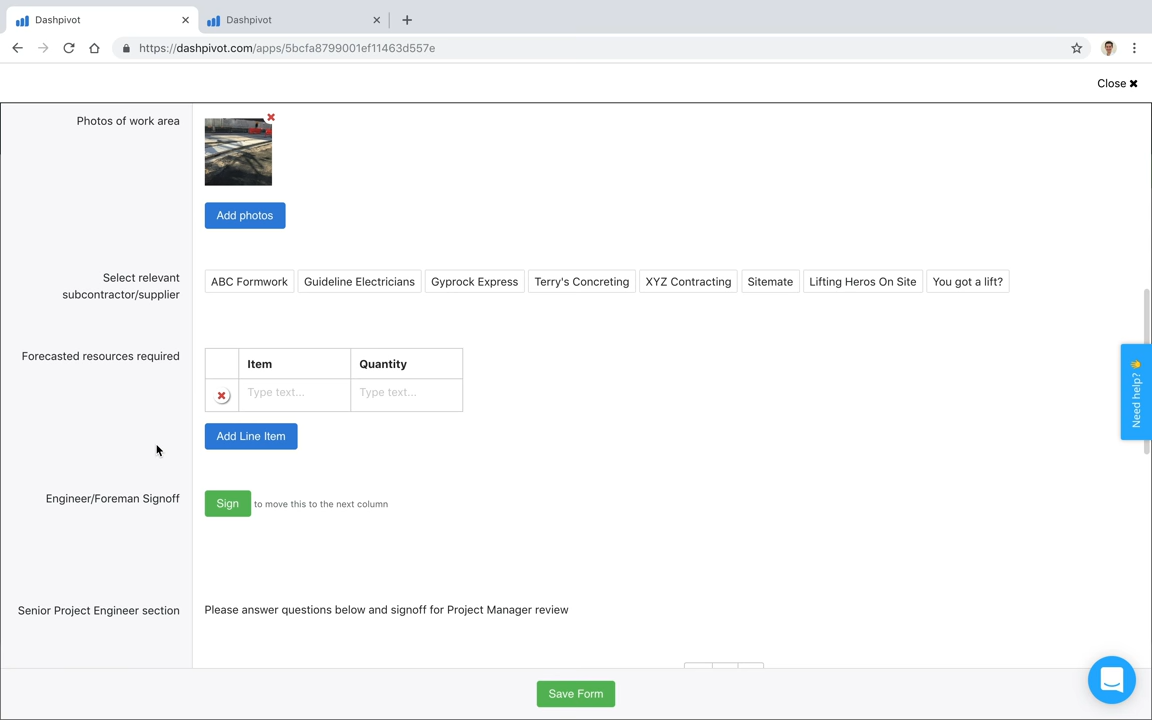 Dashpivot
Dashpivot
https://dashpivot.com/apps/5bcfa8799001ef11463d557e
Close ✖
Photos of work area
Add photos
Select relevant
subcontractor/supplier
ABC Formwork
Guideline Electricians
Gyprock Express
Terry's Concreting
XYZ Contracting
Sitemate
Lifting Heros On Site
You got a lift?
Forecasted resources required
Item
Quantity
Type text...
Type text...
Add Line Item
Need help? 👋
Engineer/Foreman Signoff
Sign
to move this to the next column
Senior Project Engineer section
Please answer questions below and signoff for Project Manager review
Save Form